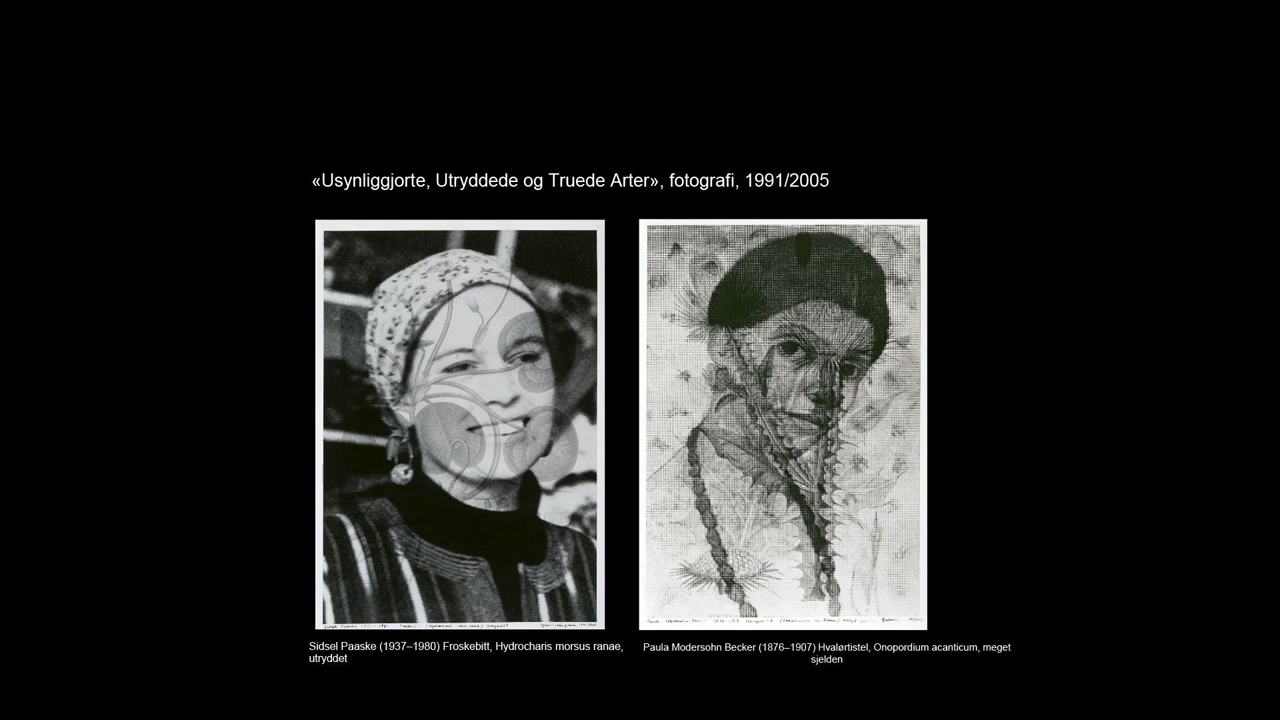 «Usynliggjorte, Utryddede og Truede Arter», fotografi, 1991/2005
Sidsel Paaske (1937–1980) Froskebitt, Hydrocharis morsus ranae,
utryddet
Paula Modersohn Becker (1876–1907) Hvalørtistel, Onopordium acanticum, meget
sjelden